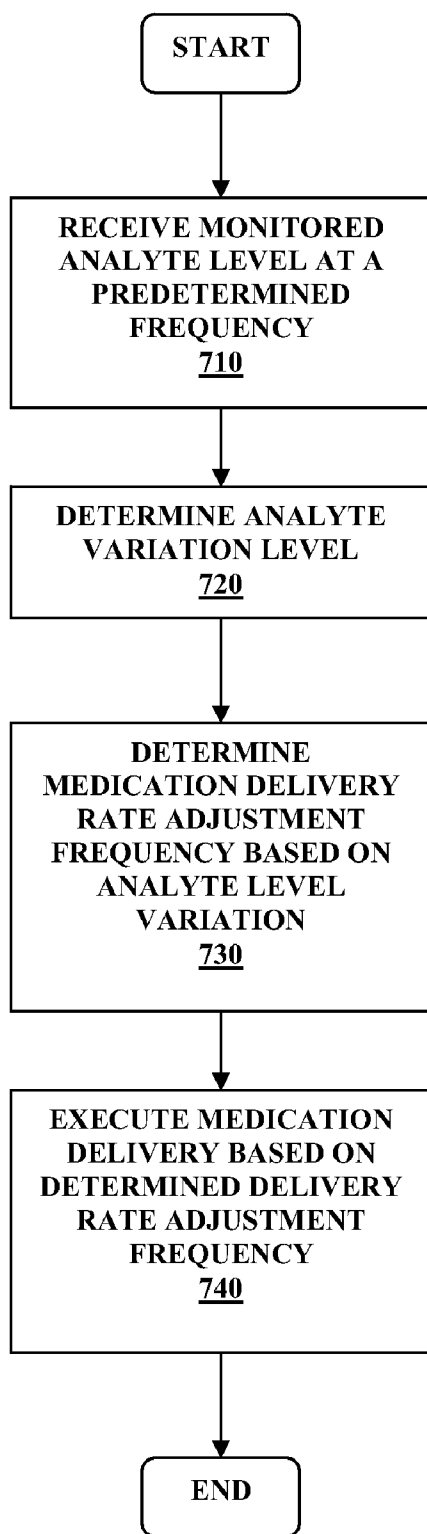 START
RECEIVE MONITORED
ANALYTE LEVEL AT A
PREDETERMINED
FREQUENCY
710
DETERMINE ANALYTE
VARIATION LEVEL
720
DETERMINE
MEDICATION DELIVERY
RATE ADJUSTMENT
FREQUENCY BASED ON
ANALYTE LEVEL
VARIATION
730
EXECUTE MEDICATION
DELIVERY BASED ON
DETERMINED DELIVERY
RATE ADJUSTMENT
FREQUENCY
740
END